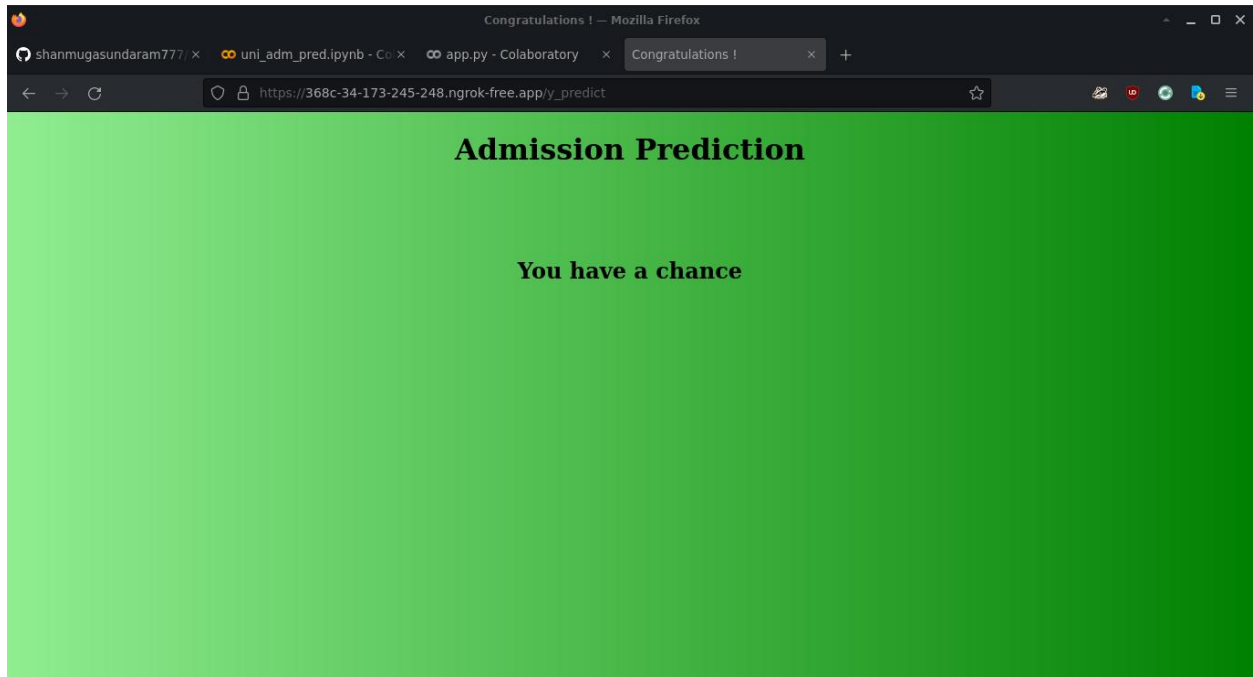 Congratulations ! — Mozilla Firefox
shanmugasundaram777/
uni_adm_pred.ipynb - Co
app.py - Colaboratory
Congratulations !
https://368c-34-173-245-248.ngrok-free.app/y_predict
Admission Prediction
You have a chance